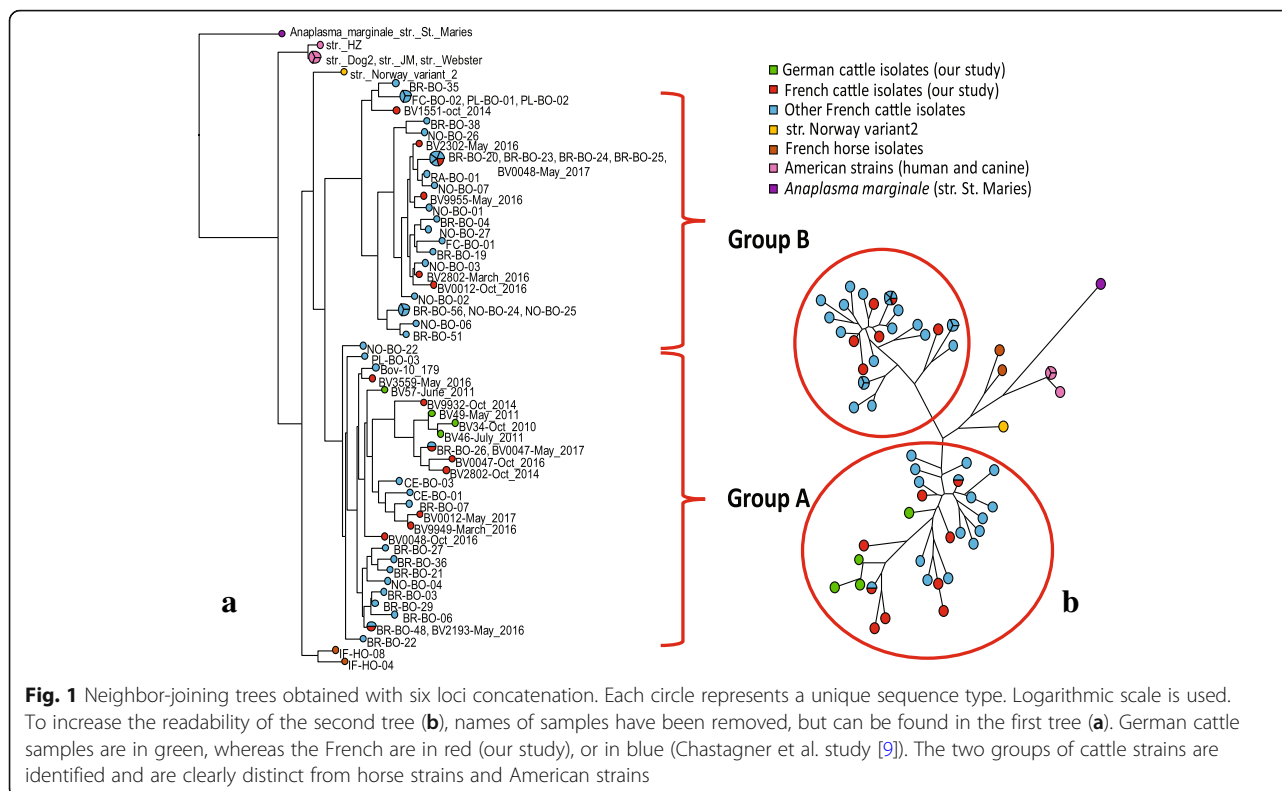 Anaplasma_marginale_str._St._Maries
str._HZ
str._Dog2, str._JM, str._Webster
str._Norway_variant_2
BR-BO-35
FC-BO-02, PL-BO-01, PL-BO-02
BV1551-oct_2014
BR-BO-38
NO-BO-26
BV2302-May_2016
BR-BO-20, BR-BO-23, BR-BO-24, BR-BO-25,
BV0048-May_2017
RA-BO-01
NO-BO-07
BV9955-May_2016
NO-BO-01
BR-BO-04
NO-BO-27
FC-BO-01
BR-BO-19
NO-BO-03
BV2802-March_2016
BV0012-Oct_2016
NO-BO-02
BR-BO-56, NO-BO-24, NO-BO-25
NO-BO-06
BR-BO-51
NO-BO-22
PL-BO-03
Bov-10_179
BV3559-May_2016
BV57-June_2011
BV9932-Oct_2014
BV49-May_2011
BV34-Oct_2010
BV46-July_2011
BR-BO-26, BV0047-May_2017
BV0047-Oct_2016
BV2802-Oct_2014
CE-BO-03
CE-BO-01
BR-BO-07
BV0012-May_2017
BV9949-March_2016
BV0048-Oct_2016
BR-BO-27
BR-BO-36
BR-BO-21
NO-BO-04
BR-BO-03
BR-BO-29
BR-BO-06
BR-BO-48, BV2193-May_2016
BR-BO-22
IF-HO-08
IF-HO-04
a
German cattle isolates (our study)
French cattle isolates (our study)
Other French cattle isolates
str. Norway variant2
French horse isolates
American strains (human and canine)
Anaplasma marginale (str. St. Maries)
Group B
Group A
b
Fig. 1 Neighbor-joining trees obtained with six loci concatenation. Each circle represents a unique sequence type. Logarithmic scale is used.
To increase the readability of the second tree (b), names of samples have been removed, but can be found in the first tree (a). German cattle
samples are in green, whereas the French are in red (our study), or in blue (Chastagner et al. study [9]). The two groups of cattle strains are
identified and are clearly distinct from horse strains and American strains